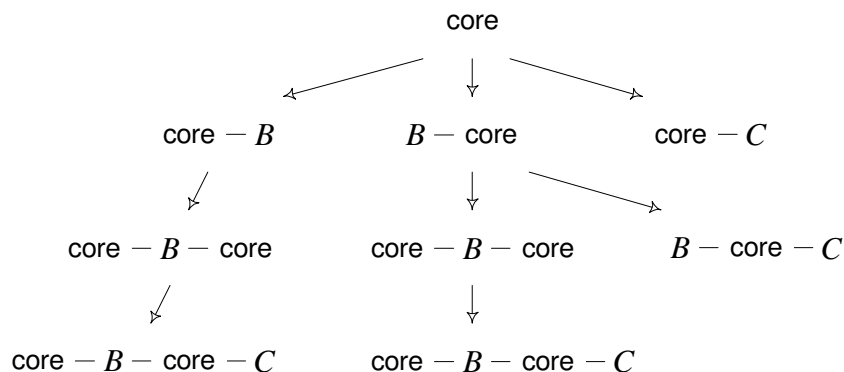 core
core – B B – core core – C
core – B – core core – B – core B – core – C
core – B – core – C core – B – core – C